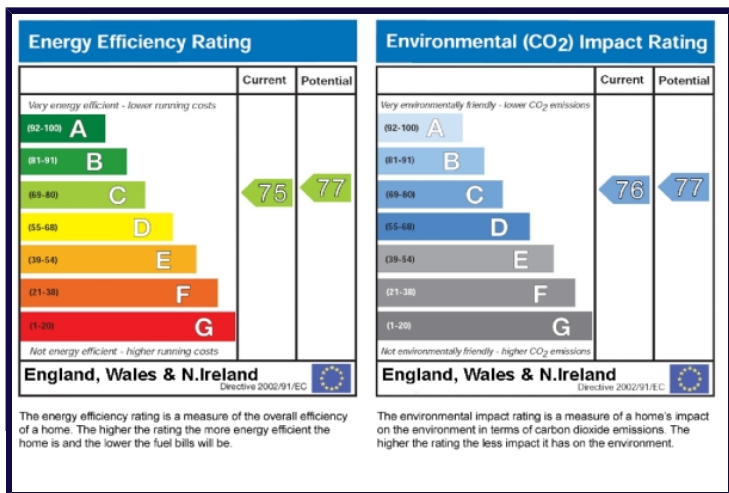 Energy Efficiency Rating
Current Potential
Very energy efficient - lower running costs
(92-100) A
(81-91) B
(69-80) C 75 77
(55-68) D
(39-54) E
(21-38) F
(1-20) G
Not energy efficient - higher running costs
England, Wales & N.Ireland
Directive 2002/91/EC
The energy efficiency rating is a measure of the overall efficiency
of a home. The higher the rating the more energy efficient the
home is and the lower the fuel bills will be.
Environmental (CO2) Impact Rating
Current Potential
Very environmentally friendly - lower CO2 emissions
(92-100) A
(81-91) B
(69-80) C 76 77
(55-68) D
(39-54) E
(21-38) F
(1-20) G
Not environmentally friendly - higher CO2 emissions
England, Wales & N.Ireland
Directive 2002/91/EC
The environmental impact rating is a measure of a home's impact
on the environment in terms of carbon dioxide emissions. The
higher the rating the less impact it has on the environment.